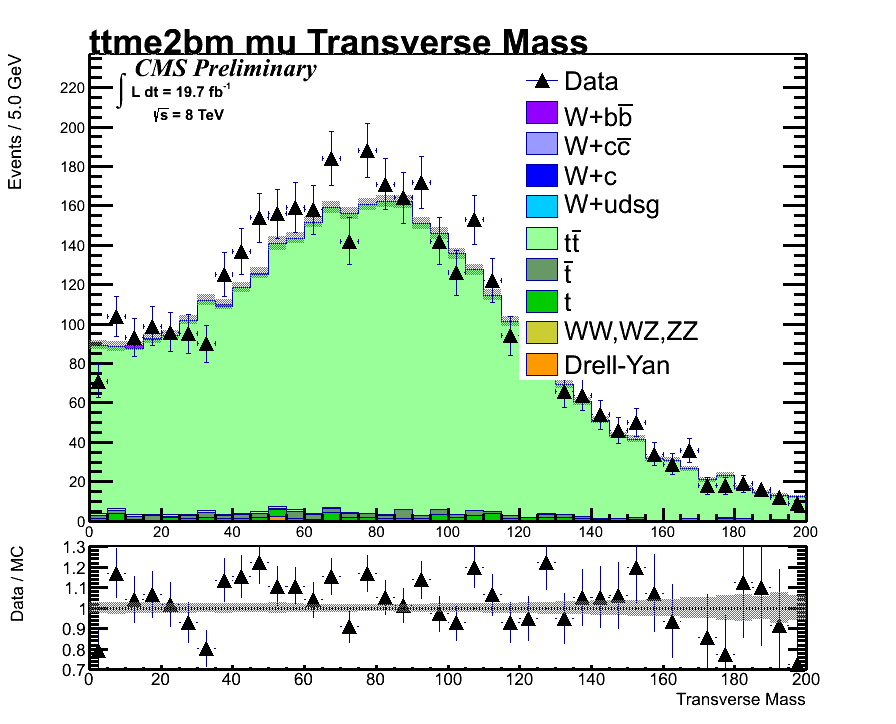 ttme2bm mu Transverse Mass
CMS Preliminary
∫ L dt = 19.7 fb⁻¹
√s = 8 TeV
Events / 5.0 GeV
220
200
180
160
140
120
100
80
60
40
20
0
Data
W+bb̅
W+cc̅
W+c
W+udsg
tt̅
t̅
t
WW,WZ,ZZ
Drell-Yan
0 20 40 60 80 100 120 140 160 180 200
Data / MC
1.3
1.2
1.1
1
0.9
0.8
0.7
0 20 40 60 80 100 120 140 160 180 200
Transverse Mass